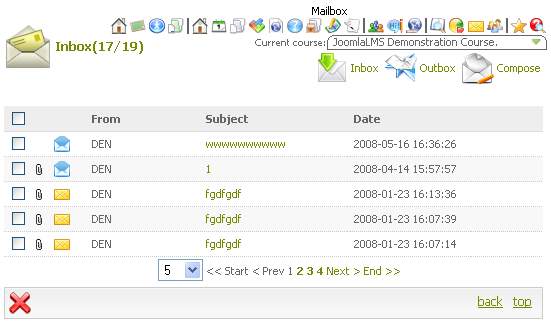 Mailbox
Inbox(17/19)
Current course: JoomlaLMS Demonstration Course.
Inbox Outbox Compose
From Subject Date
DEN wwwwwwwwww 2008-05-16 16:36:26
DEN 1 2008-04-14 15:57:57
DEN fgdfgdf 2008-01-23 16:13:36
DEN fgdfgdf 2008-01-23 16:07:39
DEN fgdfgdf 2008-01-23 16:07:14
5 << Start < Prev 1 2 3 4 Next > End >>
back top